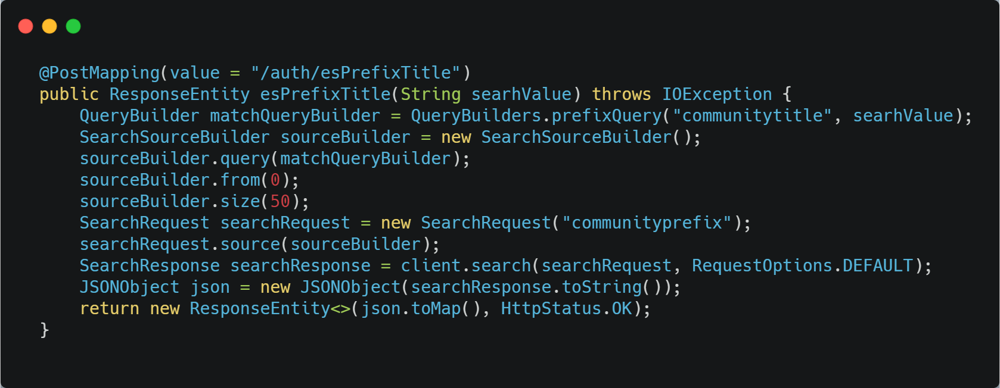 @PostMapping(value = "/auth/esPrefixTitle")
public ResponseEntity esPrefixTitle(String searhValue) throws IOException {
    QueryBuilder matchQueryBuilder = QueryBuilders.prefixQuery("communitytitle", searhValue);
    SearchSourceBuilder sourceBuilder = new SearchSourceBuilder();
    sourceBuilder.query(matchQueryBuilder);
    sourceBuilder.from(0);
    sourceBuilder.size(50);
    SearchRequest searchRequest = new SearchRequest("communityprefix");
    searchRequest.source(sourceBuilder);
    SearchResponse searchResponse = client.search(searchRequest, RequestOptions.DEFAULT);
    JSONObject json = new JSONObject(searchResponse.toString());
    return new ResponseEntity<>(json.toMap(), HttpStatus.OK);
}